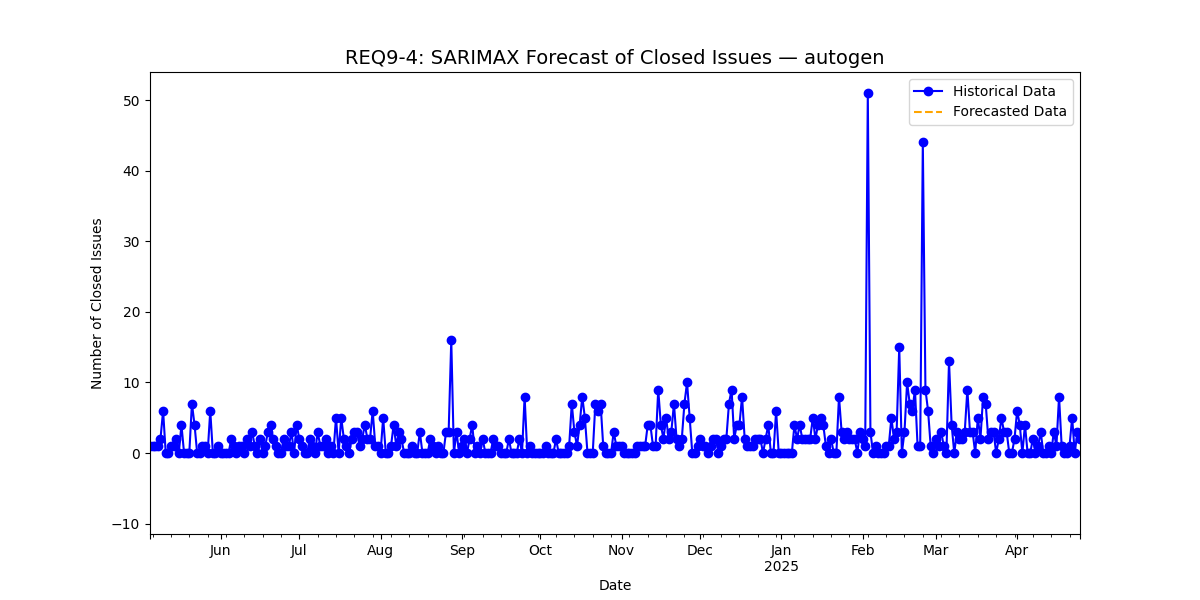 REQ9-4: SARIMAX Forecast of Closed Issues — autogen
Historical Data
Forecasted Data
Number of Closed Issues
50
40
30
20
10
0
−10
Jun Jul Aug Sep Oct Nov Dec Jan Feb Mar Apr
2025
Date